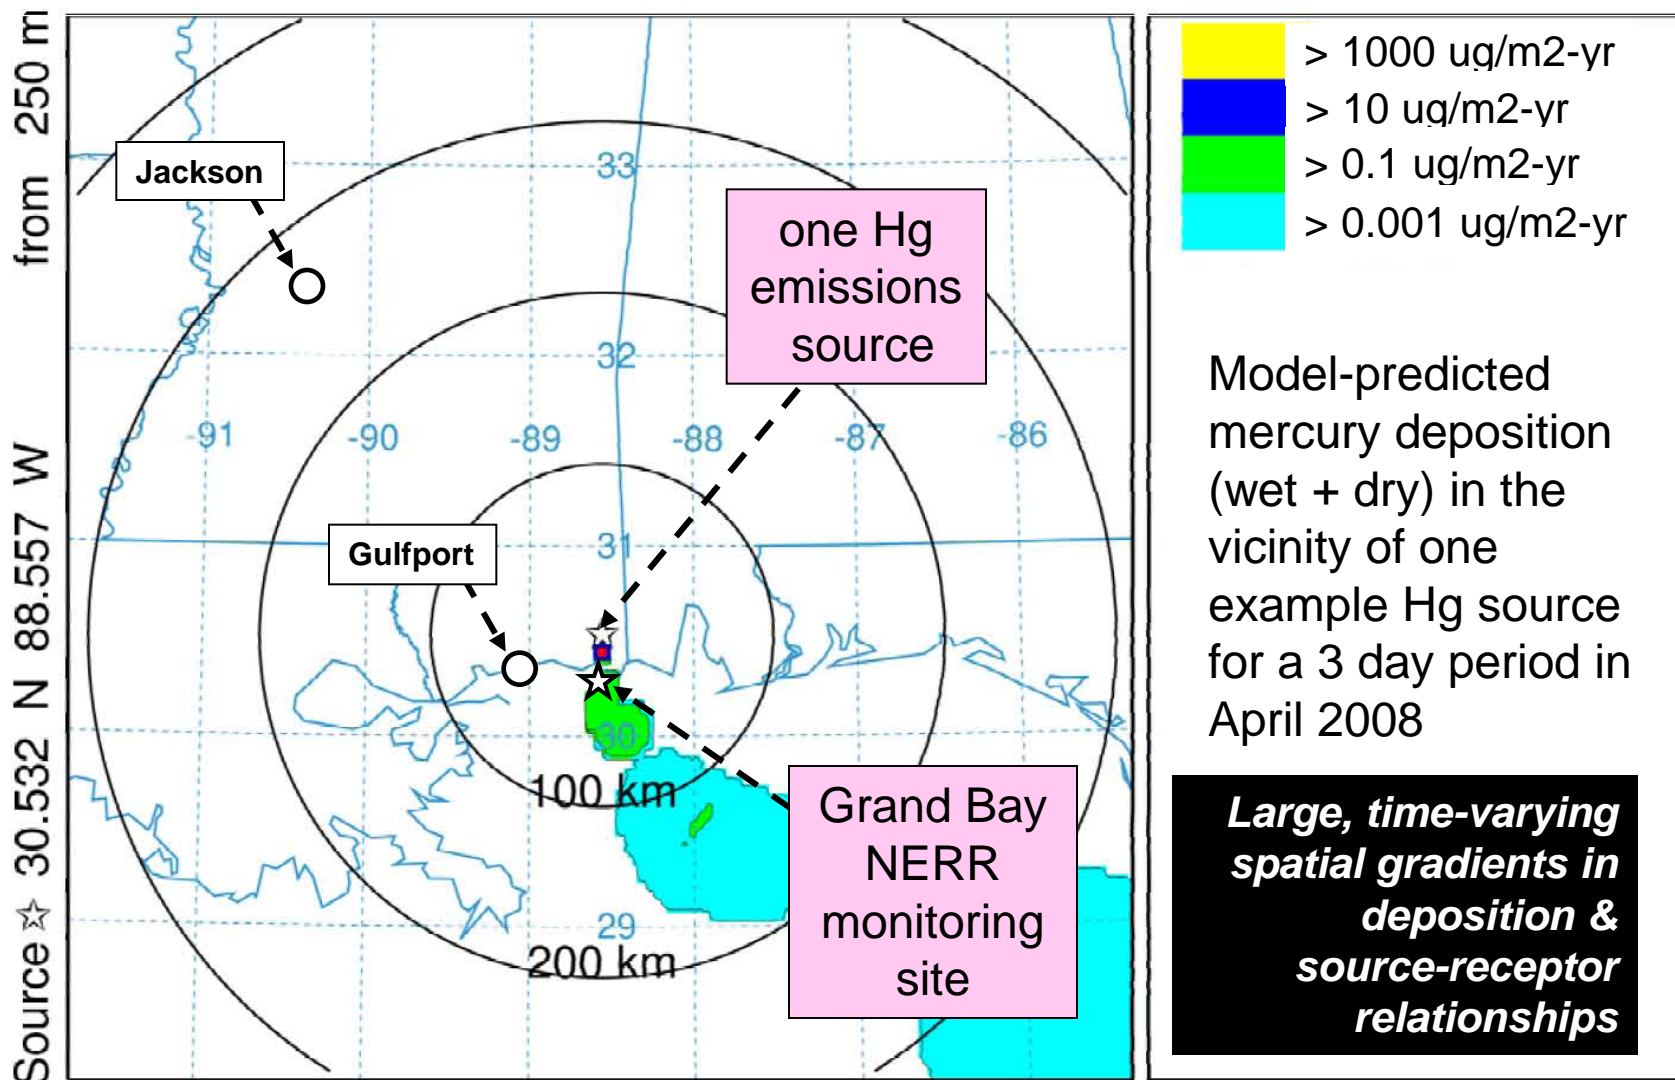 Source ☆ 30.532 N 88.557 W from 250 m
Jackson
33
one Hg
emissions
source
32
-91
-90
-89
-88
-87
-86
Gulfport
31
30
100 km
Grand Bay
NERR
monitoring
site
29
200 km
> 1000 ug/m2-yr
> 10 ug/m2-yr
> 0.1 ug/m2-yr
> 0.001 ug/m2-yr
Model-predicted
mercury deposition
(wet + dry) in the
vicinity of one
example Hg source
for a 3 day period in
April 2008
Large, time-varying
spatial gradients in
deposition &
source-receptor
relationships